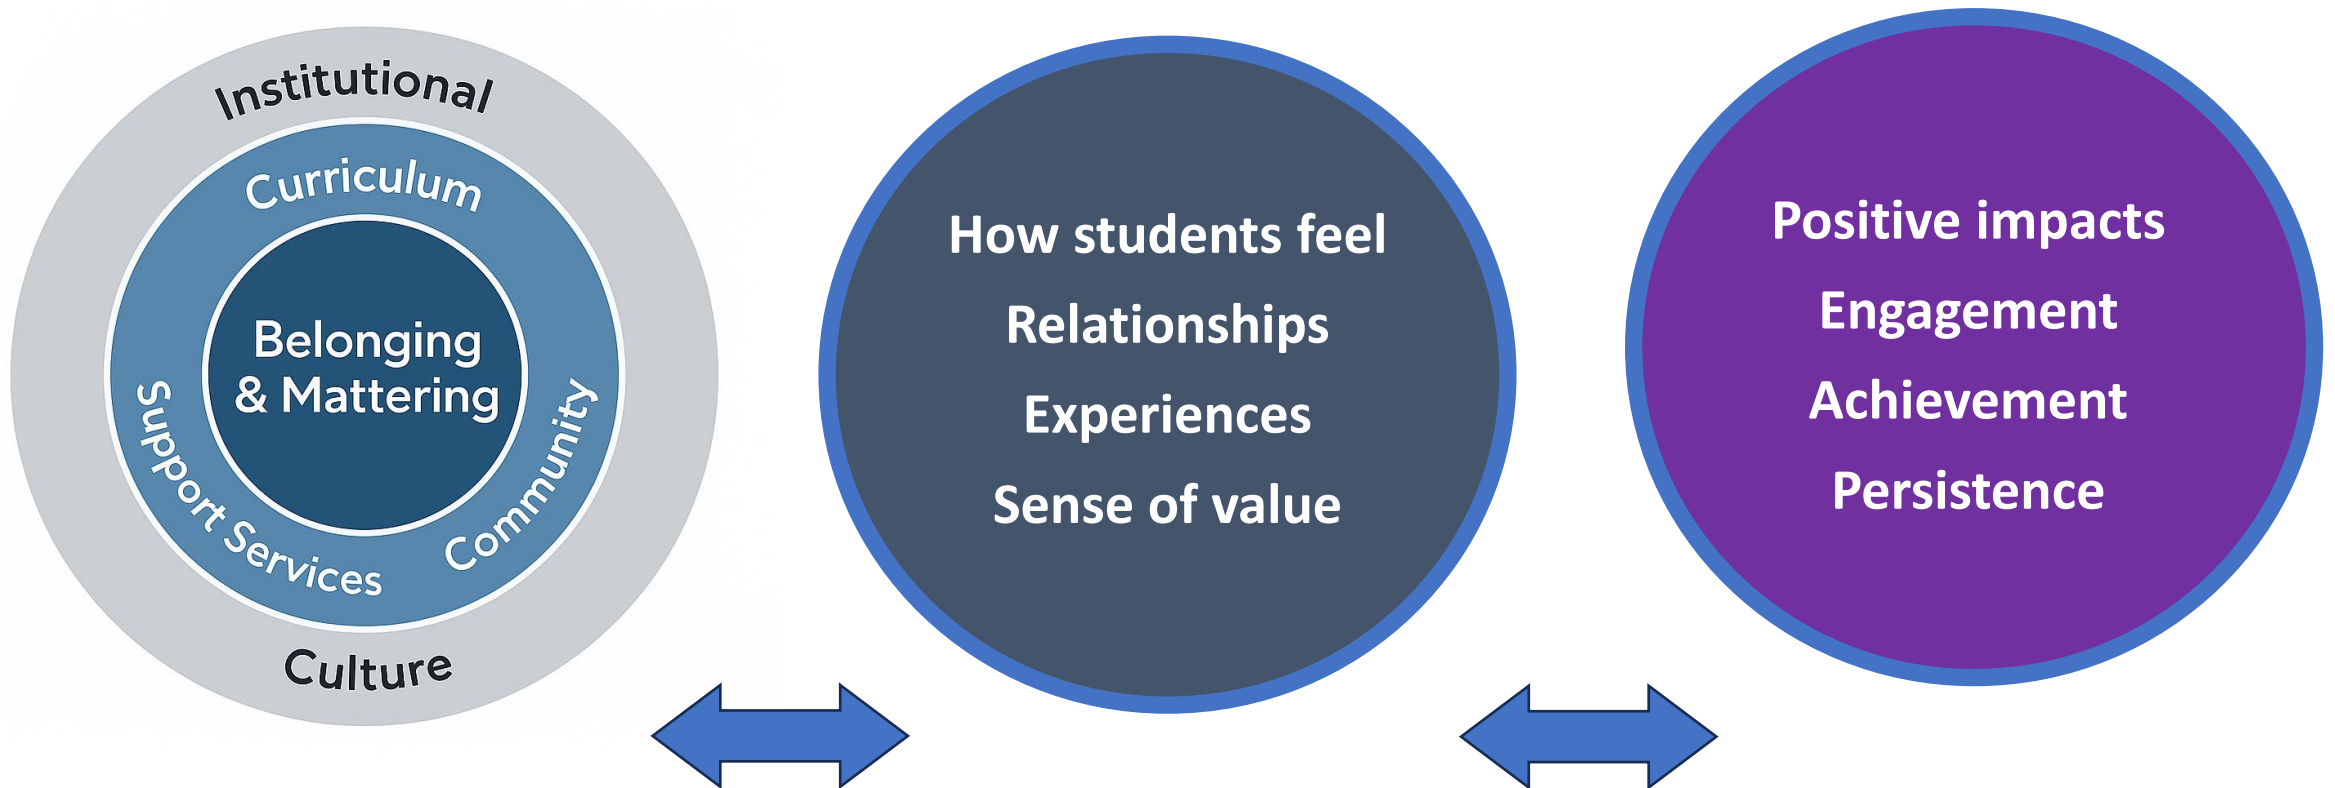 Institutional
Curriculum
Belonging
& Mattering
Support Services
Community
Culture
How students feel
Relationships
Experiences
Sense of value
Positive impacts
Engagement
Achievement
Persistence